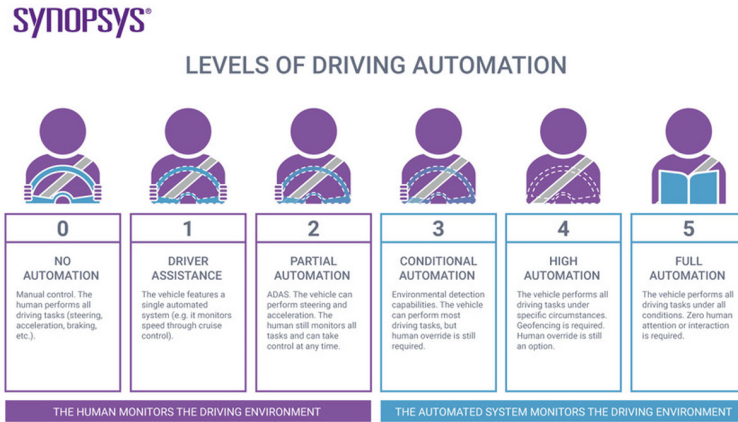 SYNOPSYS®
LEVELS OF DRIVING AUTOMATION
0
NO
AUTOMATION
Manual control. The
human performs all
driving tasks (steering,
acceleration, braking,
etc.).
1
DRIVER
ASSISTANCE
The vehicle features a
single automated
system (e.g. it monitors
speed through cruise
control).
2
PARTIAL
AUTOMATION
ADAS. The vehicle can
perform steering and
acceleration. The
human still monitors all
tasks and can take
control at any time.
3
CONDITIONAL
AUTOMATION
Environmental detection
capabilities. The vehicle
can perform most
driving tasks, but
human override is still
required.
4
HIGH
AUTOMATION
The vehicle performs all
driving tasks under
specific circumstances.
Geofencing is required.
Human override is still
an option.
5
FULL
AUTOMATION
The vehicle performs all
driving tasks under all
conditions. Zero human
attention or interaction
is required.
THE HUMAN MONITORS THE DRIVING ENVIRONMENT
THE AUTOMATED SYSTEM MONITORS THE DRIVING ENVIRONMENT